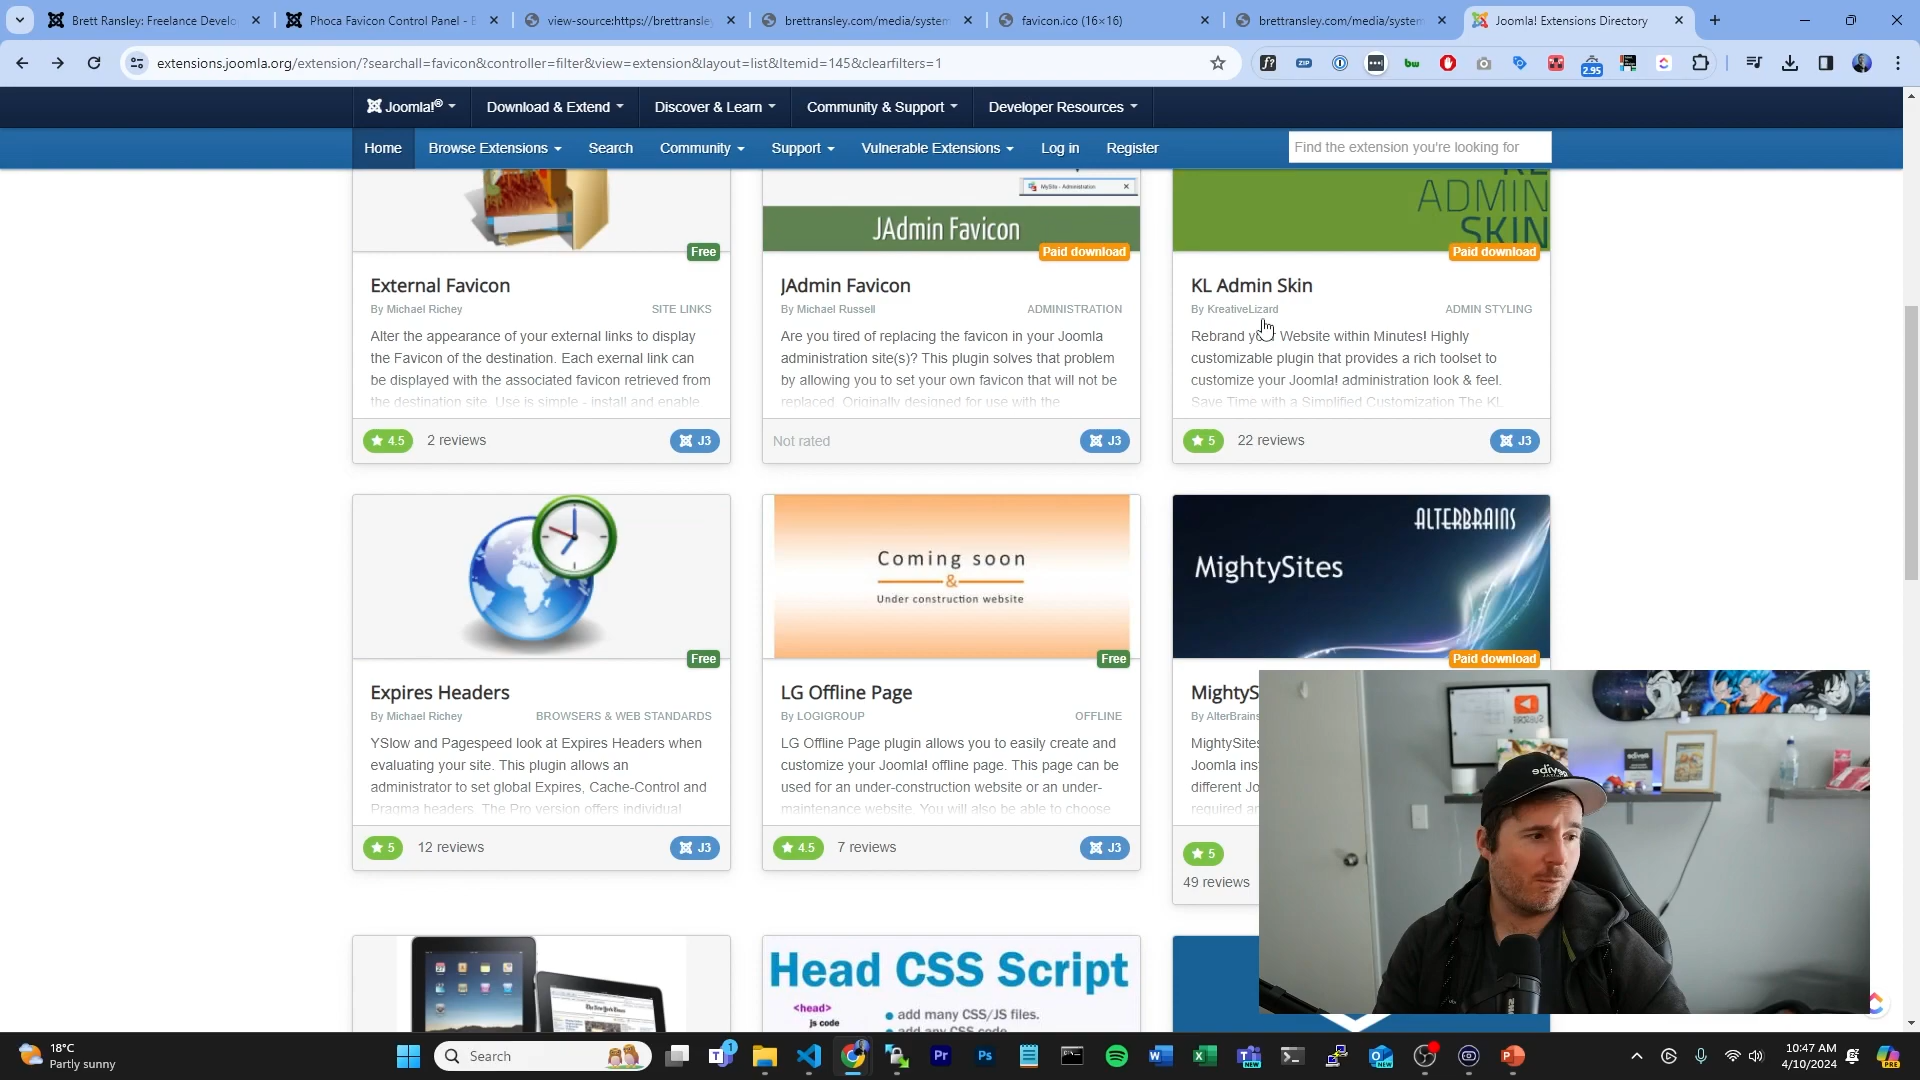 Brett Ransley: Freelance Develo
Phoca Favicon Control Panel - B
view-source:https://brettransley
brettransley.com/media/system
favicon.ico (16×16)
brettransley.com/media/system
Joomla! Extensions Directory
extensions.joomla.org/extension/?searchall=favicon&controller=filter&view=extension&layout=list&Itemid=145&clearfilters=1
2.95
Joomla!®
Download & Extend
Discover & Learn
Community & Support
Developer Resources
Home
Browse Extensions
Search
Community
Support
Vulnerable Extensions
Log in
Register
Find the extension you're looking for
MySite - Administration
JAdmin Favicon
KL
ADMIN
SKIN
Free
Paid download
Paid download
External Favicon
By Michael Richey
SITE LINKS
Alter the appearance of your external links to display
the Favicon of the destination. Each exernal link can
be displayed with the associated favicon retrieved from
the destination site. Use is simple - install and enable
4.5
2 reviews
J3
JAdmin Favicon
By Michael Russell
ADMINISTRATION
Are you tired of replacing the favicon in your Joomla
administration site(s)? This plugin solves that problem
by allowing you to set your own favicon that will not be
replaced. Originally designed for use with the
Not rated
J3
KL Admin Skin
By KreativeLizard
ADMIN STYLING
Rebrand your Website within Minutes! Highly
customizable plugin that provides a rich toolset to
customize your Joomla! administration look & feel.
Save Time with a Simplified Customization The KL
5
22 reviews
J3
Free
Expires Headers
By Michael Richey
BROWSERS & WEB STANDARDS
YSlow and Pagespeed look at Expires Headers when
evaluating your site. This plugin allows an
administrator to set global Expires, Cache-Control and
Pragma headers. The Pro version offers individual
5
12 reviews
J3
Coming soon
&
Under construction website
Free
LG Offline Page
By LOGIGROUP
OFFLINE
LG Offline Page plugin allows you to easily create and
customize your Joomla! offline page. This page can be
used for an under-construction website or an under-
maintenance website. You will also be able to choose
4.5
7 reviews
J3
ALTERBRAINS
MightySites
Paid download
MightyS
By AlterBrains
MightySites
Joomla ins
different Jo
required an
5
49 reviews
Head CSS Script
<head>
js code
add many CSS/JS files.
add any CSS code
18°C
Partly sunny
Search
1
Pr
Ps
NEW
NEW
10:47 AM
4/10/2024
PRE